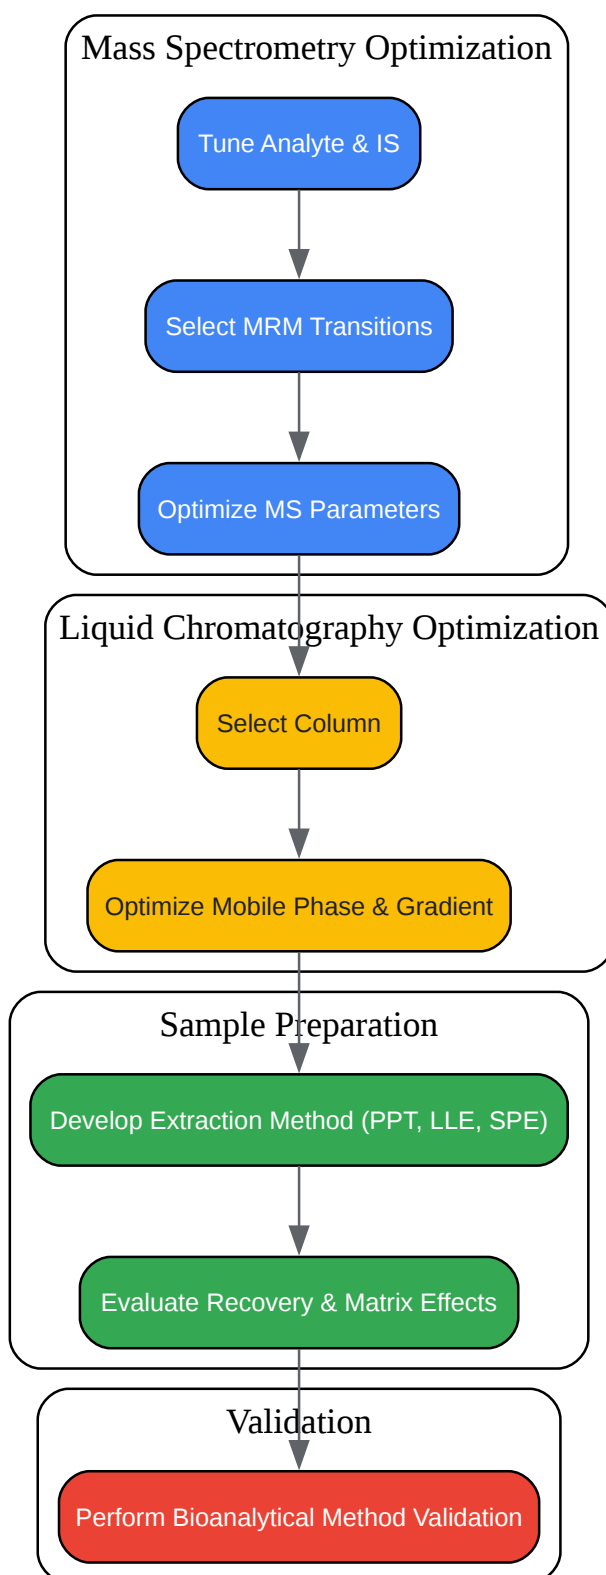 Mass Spectrometry Optimization
Tune Analyte & IS
Select MRM Transitions
Optimize MS Parameters
Liquid Chromatography Optimization
Select Column
Optimize Mobile Phase & Gradient
Sample Preparation
Develop Extraction Method (PPT, LLE, SPE)
Evaluate Recovery & Matrix Effects
Validation
Perform Bioanalytical Method Validation